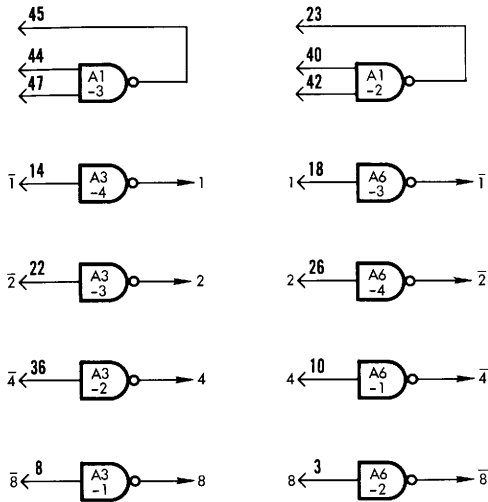 45 23
44 A1 40 A1
47 -3 42 -2
1̅ 14 A3 1 1 18 A6 1̅
-4 -3
2̅ 22 A3 2 2 26 A6 2̅
-3 -4
4̅ 36 A3 4 4 10 A6 4̅
-2 -1
8̅ 8 A3 8 8 3 A6 8̅
-1 -2